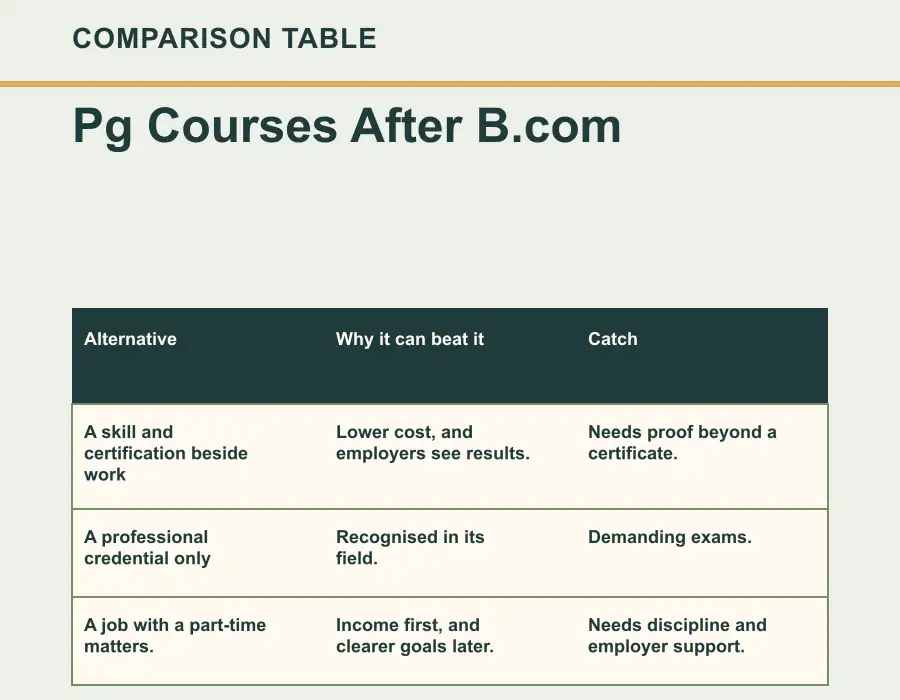 COMPARISON TABLE
Pg Courses After B.com
Alternative
Why it can beat it
Catch
A skill and
certification beside
work
Lower cost, and
employers see results.
Needs proof beyond a
certificate.
A professional
credential only
Recognised in its
field.
Demanding exams.
A job with a part-time
matters.
Income first, and
clearer goals later.
Needs discipline and
employer support.